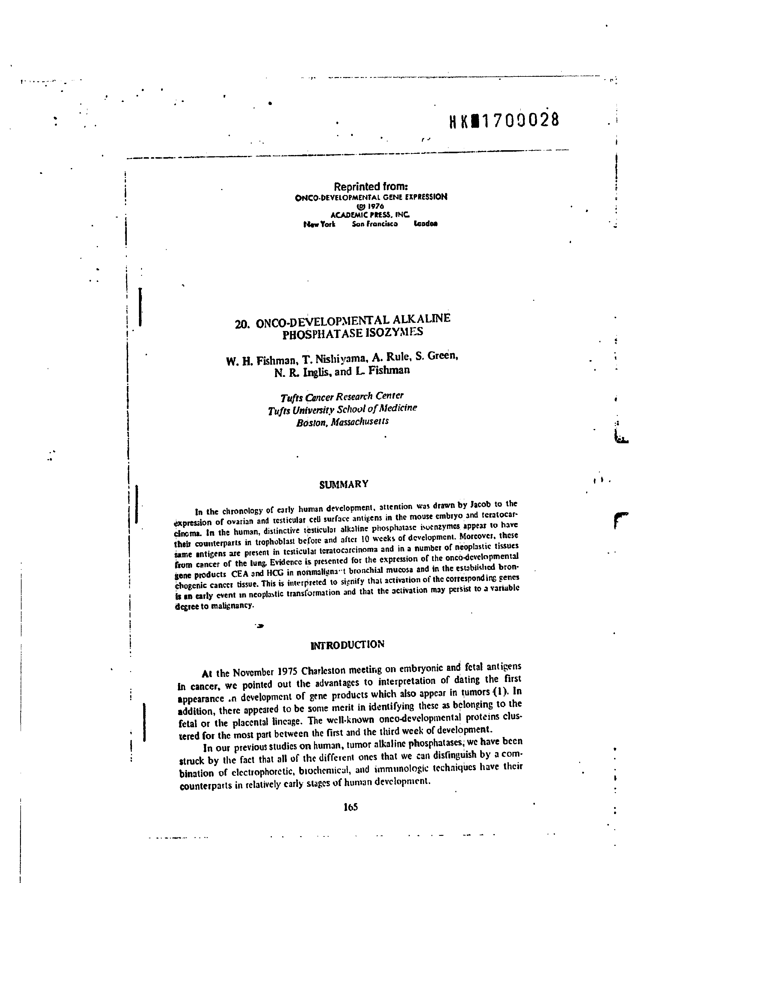 HK■1700028
Reprinted from:
ONCO-DEVELOPMENTAL GENE EXPRESSION
© 1976
ACADEMIC PRESS, INC.
New York San Francisco London
20. ONCO-DEVELOPMENTAL ALKALINE
PHOSPHATASE ISOZYMES
W. H. Fishman, T. Nishiyama, A. Rule, S. Green,
N. R. Inglis, and L. Fishman
Tufts Cancer Research Center
Tufts University School of Medicine
Boston, Massachusetts
SUMMARY
In the chronology of early human development, attention was drawn by Jacob to the
expression of ovarian and testicular cell surface antigens in the mouse embryo and teratocar-
cinoma. In the human, distinctive testicular alkaline phosphatase isoenzymes appear to have
their counterparts in trophoblast before and after 10 weeks of development. Moreover, these
same antigens are present in testicular teratocarcinoma and in a number of neoplastic tissues
from cancer of the lung. Evidence is presented for the expression of the onco-developmental
gene products CEA and HCG in nonmalignant bronchial mucosa and in the established bron-
chogenic cancer tissue. This is interpreted to signify that activation of the corresponding genes
is an early event in neoplastic transformation and that the activation may persist to a variable
degree to malignancy.
INTRODUCTION
At the November 1975 Charleston meeting on embryonic and fetal antigens
in cancer, we pointed out the advantages to interpretation of dating the first
appearance in development of gene products which also appear in tumors (1). In
addition, there appeared to be some merit in identifying these as belonging to the
fetal or the placental lineage. The well-known onco-developmental proteins clus-
tered for the most part between the first and the third week of development.
In our previous studies on human, tumor alkaline phosphatases, we have been
struck by the fact that all of the different ones that we can distinguish by a com-
bination of electrophoretic, biochemical, and immunologic techniques have their
counterparts in relatively early stages of human development.
165